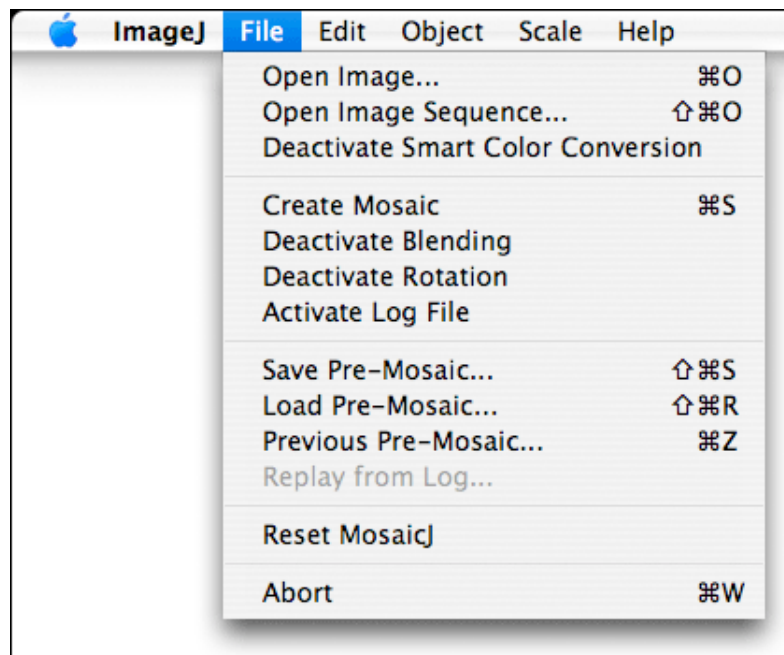 ImageJ File Edit Object Scale Help
Open Image... ⌘O
Open Image Sequence... ⇧⌘O
Deactivate Smart Color Conversion
Create Mosaic ⌘S
Deactivate Blending
Deactivate Rotation
Activate Log File
Save Pre-Mosaic... ⇧⌘S
Load Pre-Mosaic... ⇧⌘R
Previous Pre-Mosaic... ⌘Z
Replay from Log...
Reset MosaicJ
Abort ⌘W